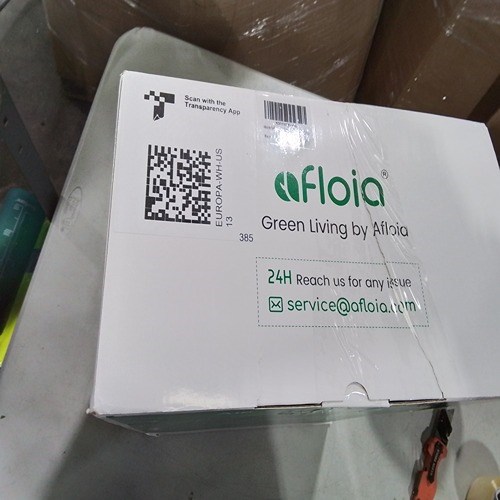 Scan with the
Transparency App
EUROPA-WH-US
13
385
afloia®
Green Living by Afloia
24H Reach us for any issue
service@afloia.com